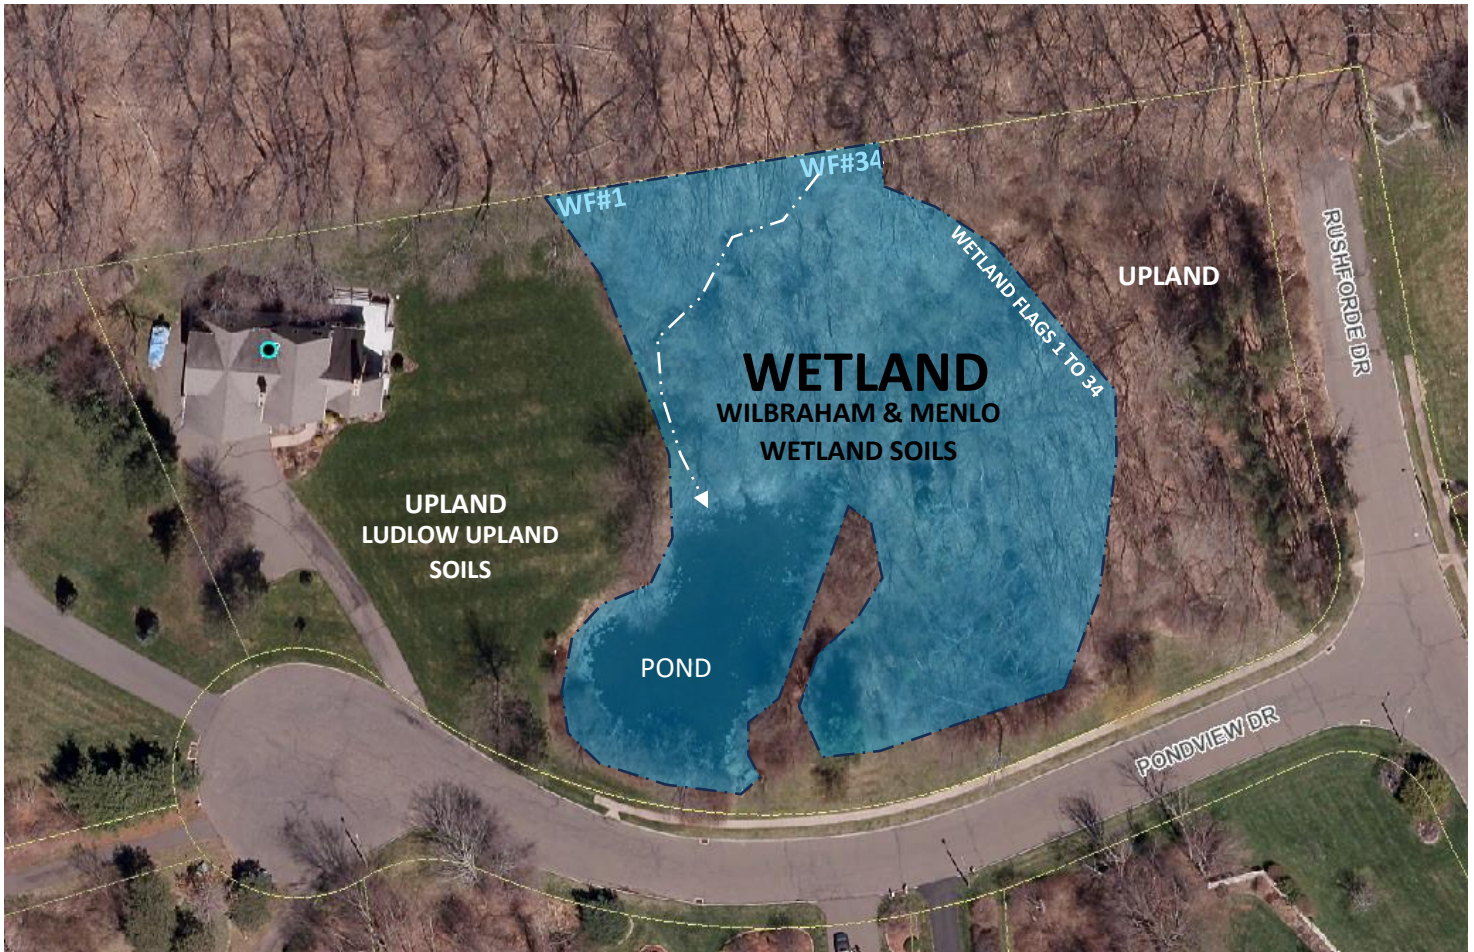 WF#34
WF#1
RUSHFORDE DR
WETLAND FLAGS 1 TO 34
UPLAND
WETLAND
WILBRAHAM & MENLO
WETLAND SOILS
UPLAND
LUDLOW UPLAND
SOILS
POND
PONDVIEW DR